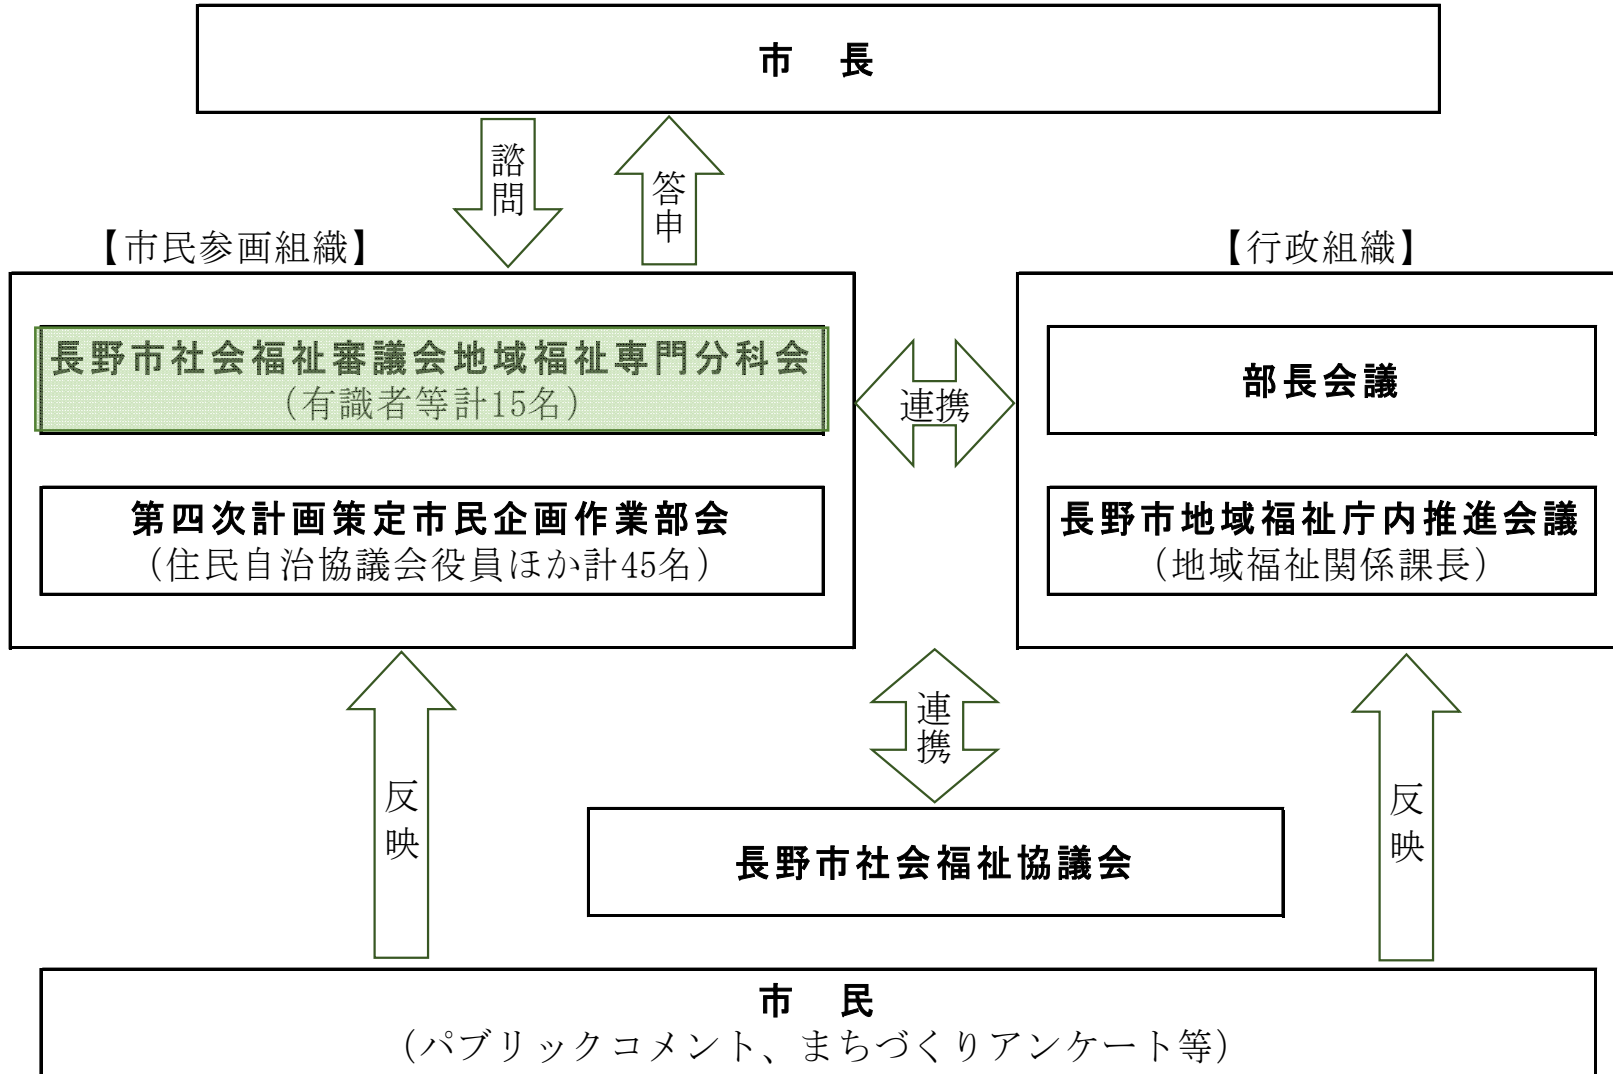 市　長
諮問
答申
【市民参画組織】
【行政組織】
長野市社会福祉審議会地域福祉専門分科会
（有識者等計15名）
連携
部長会議
第四次計画策定市民企画作業部会
（住民自治協議会役員ほか計45名）
長野市地域福祉庁内推進会議
（地域福祉関係課長）
連携
反映
反映
長野市社会福祉協議会
市　民
（パブリックコメント、まちづくりアンケート等）